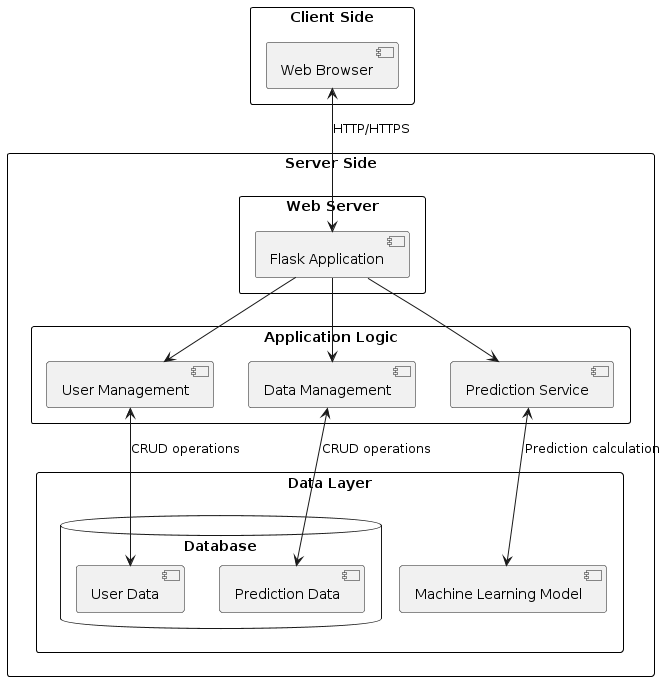 Client Side
Web Browser
HTTP/HTTPS
Server Side
Web Server
Flask Application
Application Logic
User Management
Data Management
Prediction Service
CRUD operations
CRUD operations
Prediction calculation
Data Layer
Database
User Data
Prediction Data
Machine Learning Model